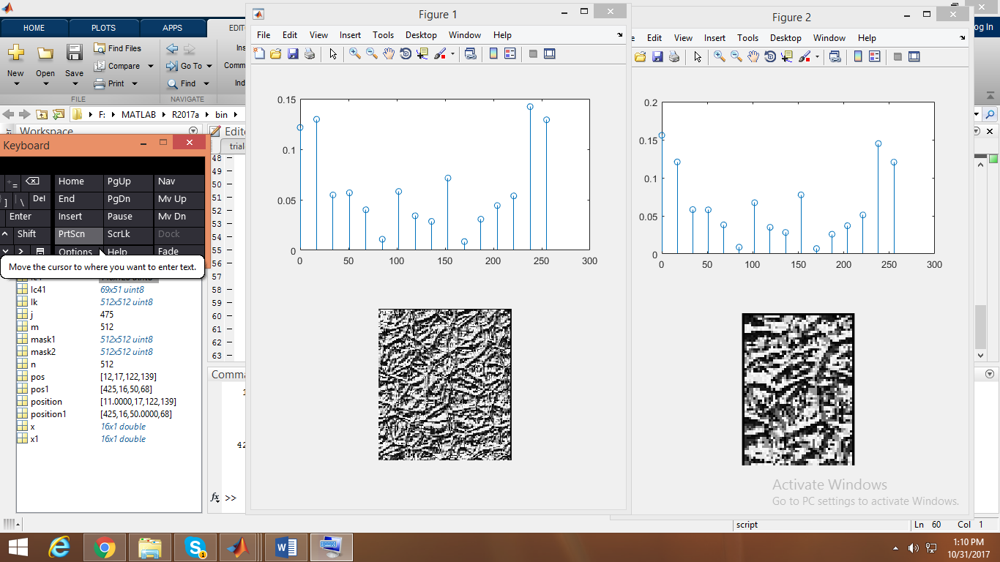 Figure 1
Figure 2
HOME PLOTS APPS
File Edit View Insert Tools Desktop Window Help
Edit View Insert Tools Desktop Window Help
New Open Save
Find Files
Compare
Print
Go To
Find
FILE NAVIGATE
F: MATLAB R2017a bin
Workspace
Keyboard
Home PgUp Nav
Del End PgDn Mv Up
Enter Insert Pause Mv Dn
Shift PrtScn ScrLk Dock
Options Help Fade
Move the cursor to where you want to enter text.
Ic41 69x51 uint8
Ik 512x512 uint8
j 475
m 512
mask1 512x512 uint8
mask2 512x512 uint8
n 512
pos [12,17,122,139]
pos1 [425,16,50,68]
position [11.0000,17,122,139]
position1 [425,16,50.0000,68]
x 16x1 double
x1 16x1 double
48
49
50
51
52
53
54
55
56
57
58
59
60
61
62
63
1
42
fx >>
0.15
0.1
0.05
0
0 50 100 150 200 250 300
0.2
0.15
0.1
0.05
0
0 50 100 150 200 250 300
Activate Windows
Go to PC settings to activate Windows.
script Ln 60 Col 1
1:10 PM
10/31/2017